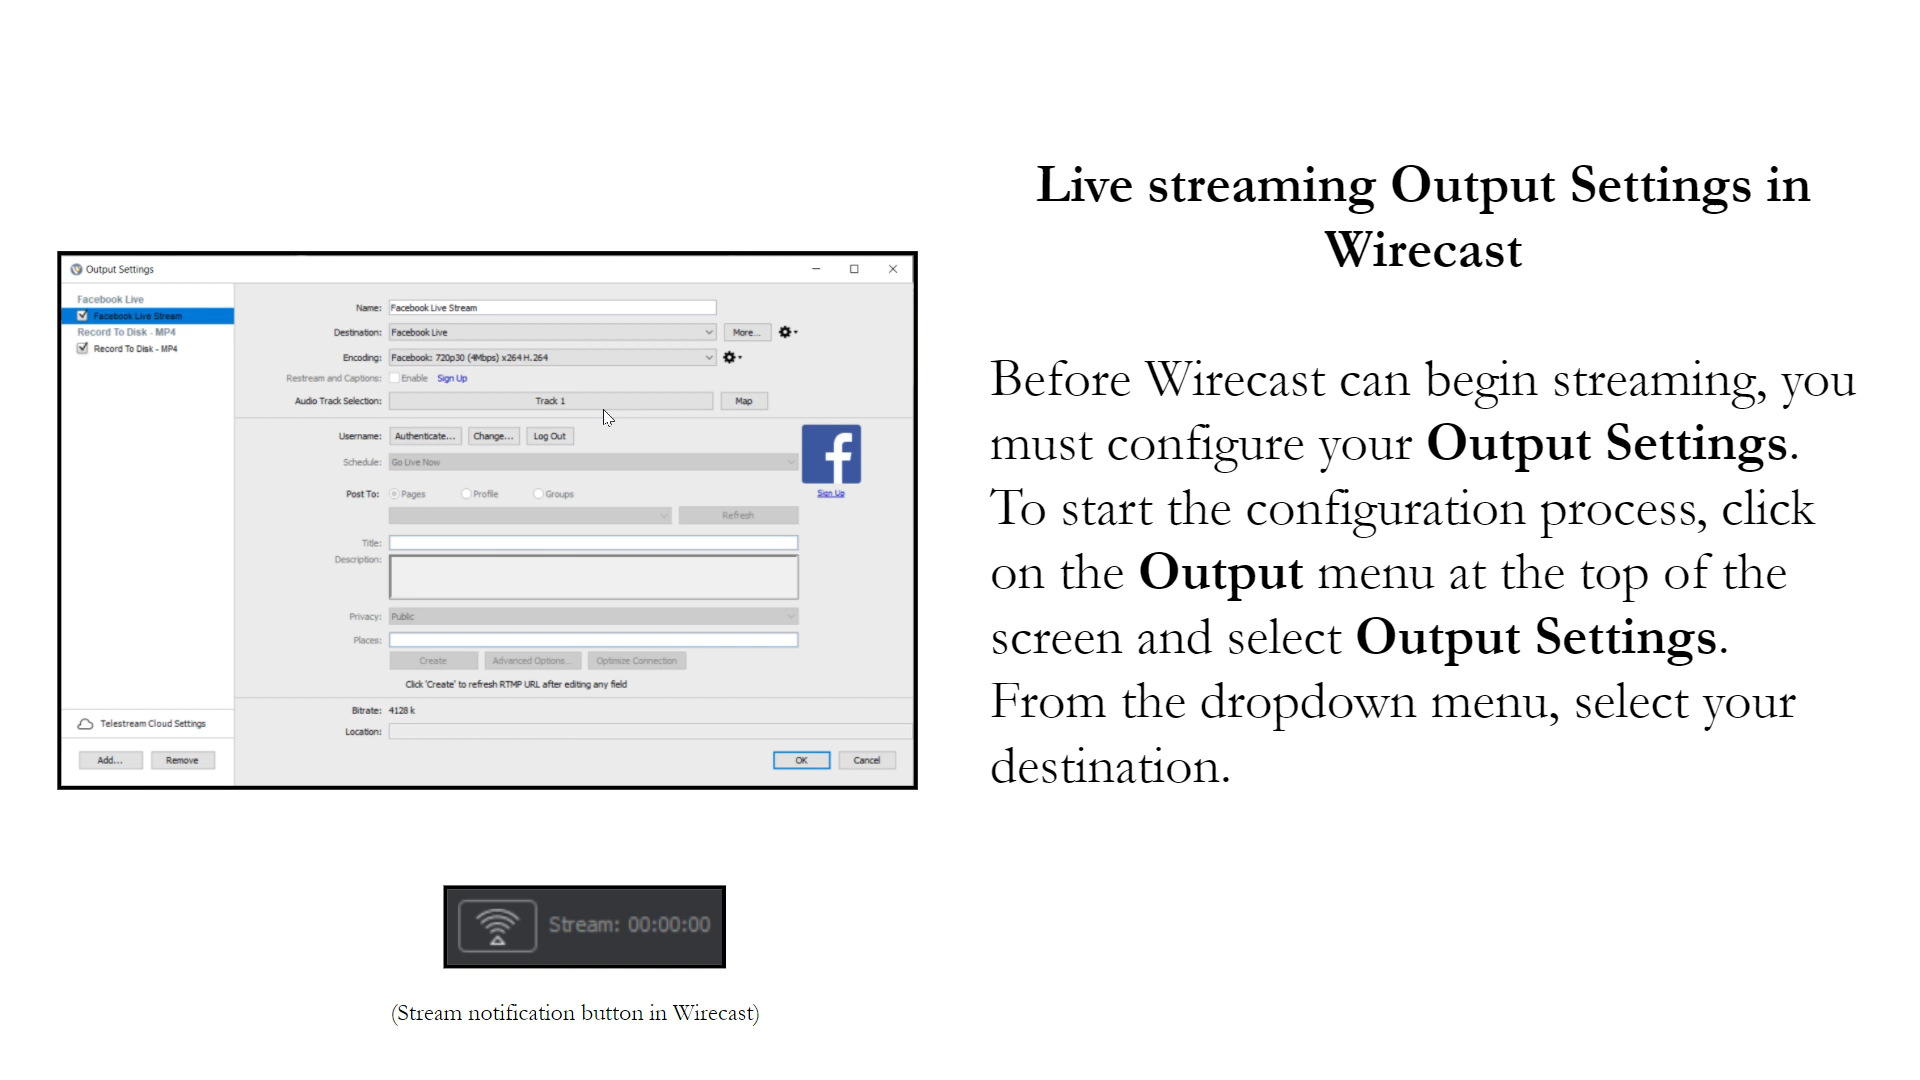 Live streaming Output Settings in
Wirecast
Before Wirecast can begin streaming, you
must configure your Output Settings.
To start the configuration process, click
on the Output menu at the top of the
screen and select Output Settings.
From the dropdown menu, select your
destination.
Output Settings
Facebook Live
Facebook Live Stream
Record To Disk - MP4
Record To Disk - MP4
Telestream Cloud Settings
Add...
Remove
Name: Facebook Live Stream
Destination: Facebook Live More...
Encoding: Facebook: 720p30 (4Mbps) x264 H.264
Restream and Captions: Enable Sign Up
Audio Track Selection: Track 1 Map
Username: Authenticate... Change... Log Out
Schedule: Go Live Now
f
Sign Up
Post To: Pages Profile Groups
Refresh
Title:
Description:
Privacy: Public
Places:
Create Advanced Options... Optimize Connection
Click 'Create' to refresh RTMP URL after editing any field
Bitrate: 4128 k
Location:
OK Cancel
Stream: 00:00:00
(Stream notification button in Wirecast)